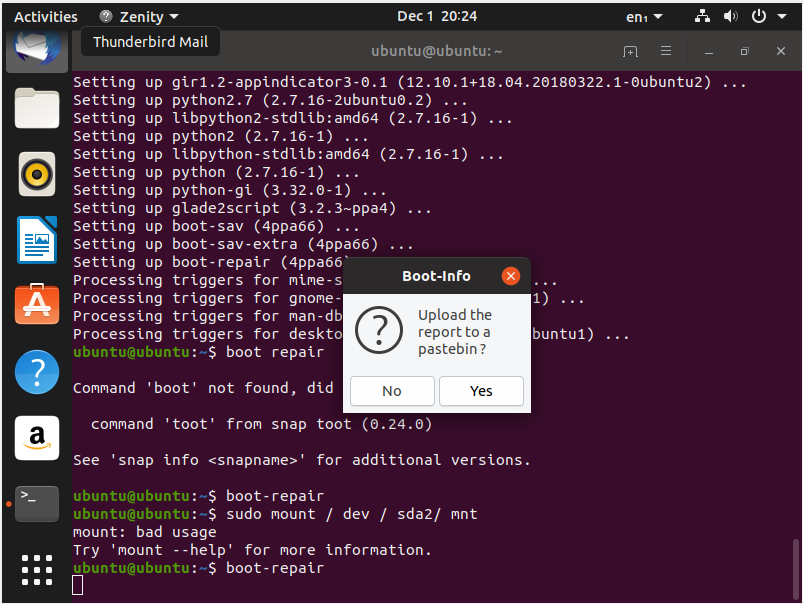 Activities
Zenity
Dec 1 20:24
en₁
Thunderbird Mail
ubuntu@ubuntu: ~
Setting up gir1.2-appindicator3-0.1 (12.10.1+18.04.20180322.1-0ubuntu2) ...
Setting up python2.7 (2.7.16-2ubuntu0.2) ...
Setting up libpython2-stdlib:amd64 (2.7.16-1) ...
Setting up python2 (2.7.16-1) ...
Setting up libpython-stdlib:amd64 (2.7.16-1) ...
Setting up python (2.7.16-1) ...
Setting up python-gi (3.32.0-1) ...
Setting up glade2script (3.2.3~ppa4) ...
Setting up boot-sav (4ppa66) ...
Setting up boot-sav-extra (4ppa66) ...
Setting up boot-repair (4ppa66
Processing triggers for mime-s ...
Processing triggers for gnome- 1) ...
Processing triggers for man-db
Processing triggers for deskto buntu1) ...
ubuntu@ubuntu:~$ boot repair
Command 'boot' not found, did
command 'toot' from snap toot (0.24.0)
See 'snap info <snapname>' for additional versions.
ubuntu@ubuntu:~$ boot-repair
ubuntu@ubuntu:~$ sudo mount / dev / sda2/ mnt
mount: bad usage
Try 'mount --help' for more information.
ubuntu@ubuntu:~$ boot-repair
Boot-Info
Upload the
report to a
pastebin ?
No
Yes